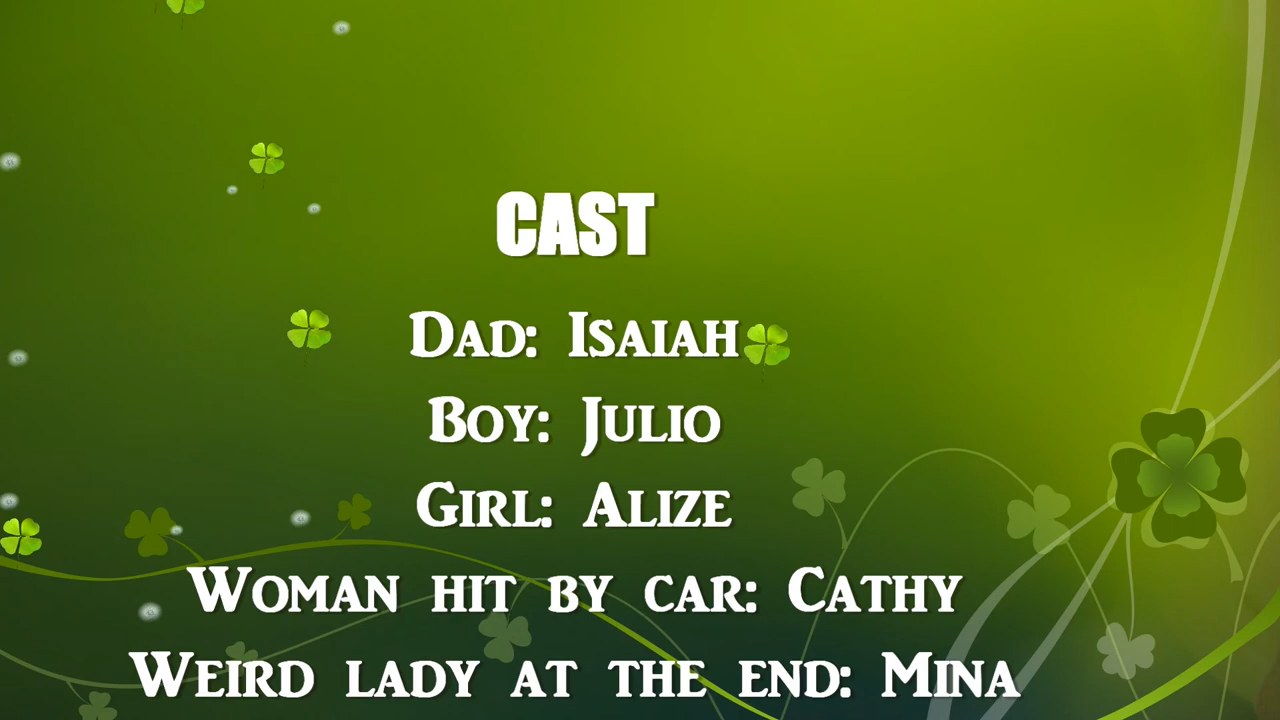 CAST
Dad: Isaiah
Boy: Julio
Girl: Alize
Woman hit by car: Cathy
Weird lady at the end: Mina